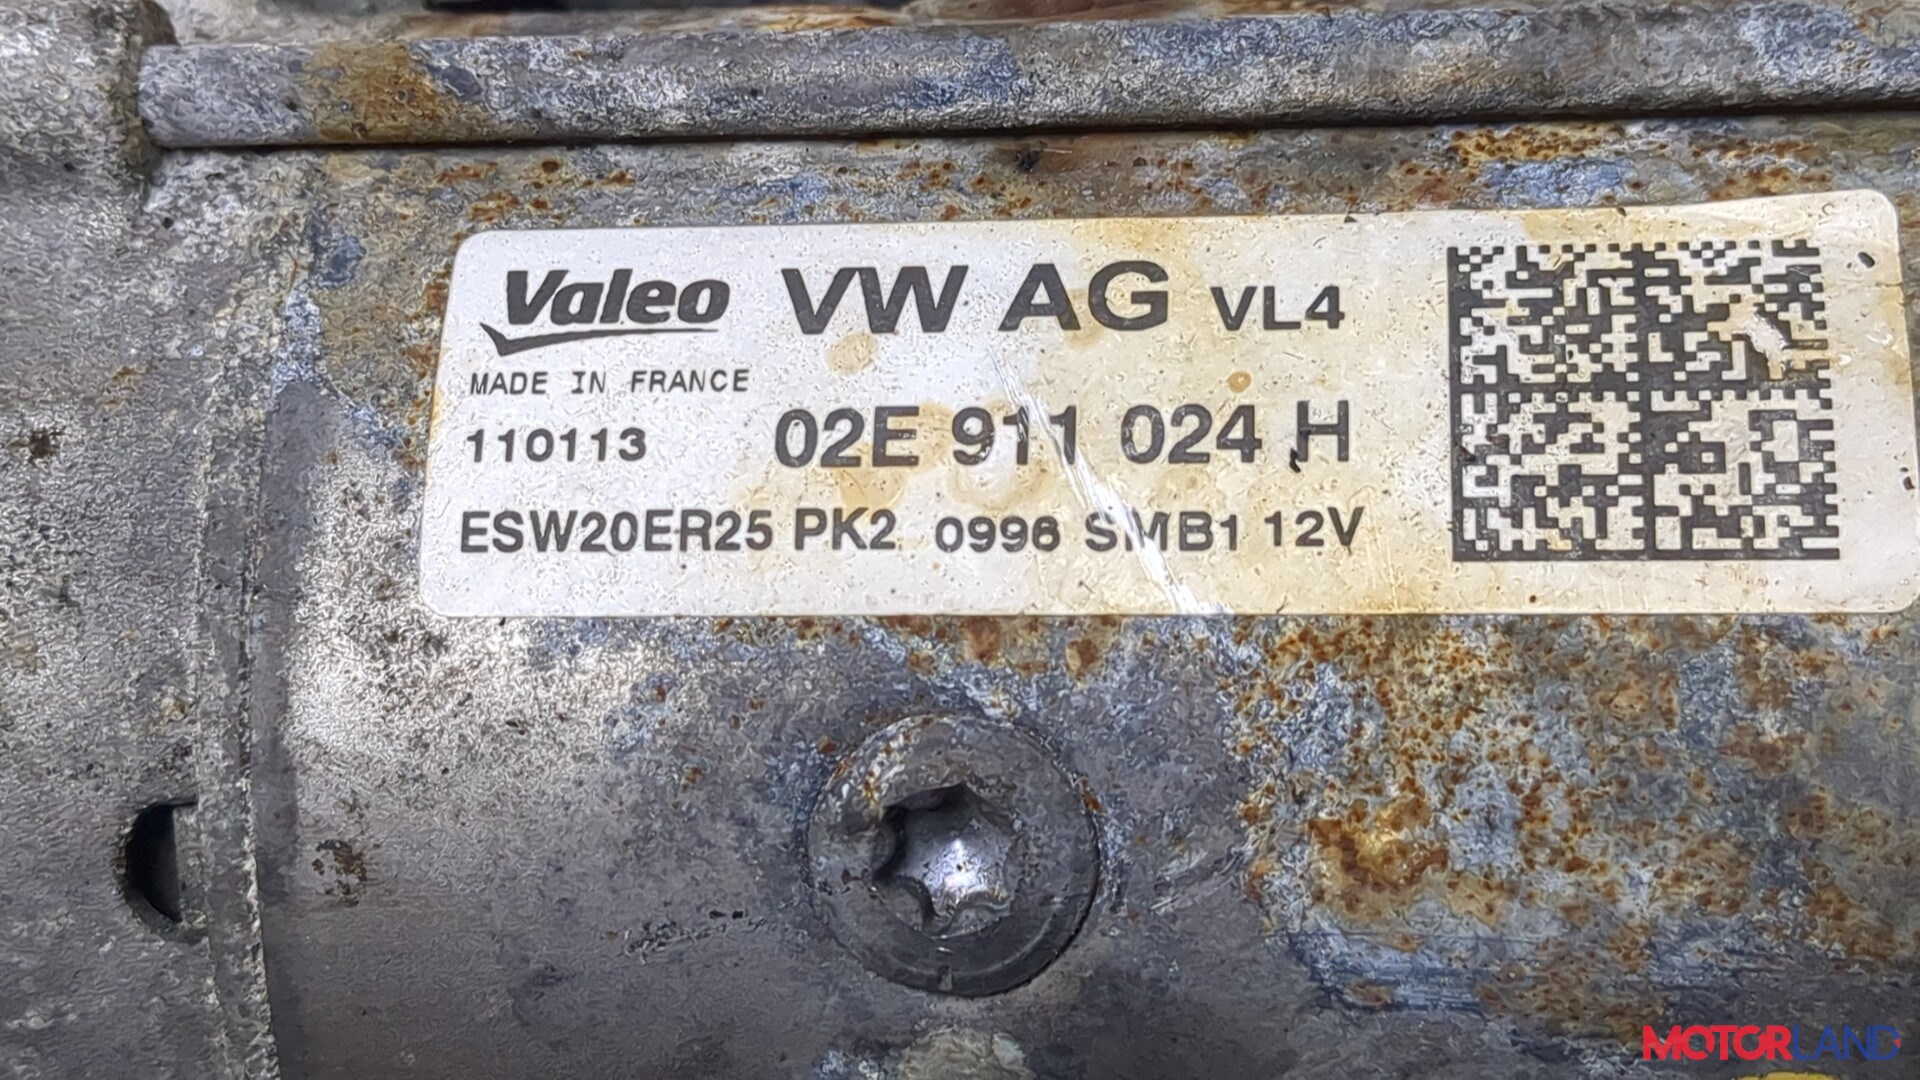 Valeo VW AG VL4
MADE IN FRANCE
110113 02E 911 024 H
ESW20ER25 PK2 0996 SMB1 12V
MOTORLAND